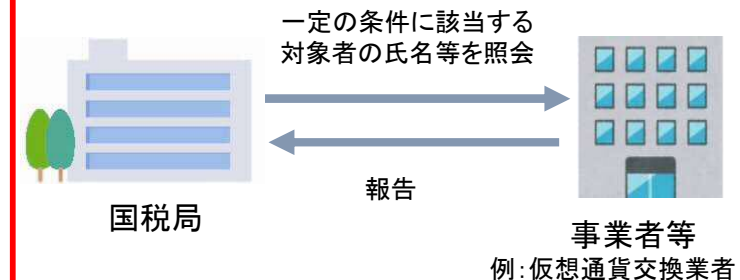 一定の条件に該当する
対象者の氏名等を照会
報告
国税局
事業者等
例:仮想通貨交換業者